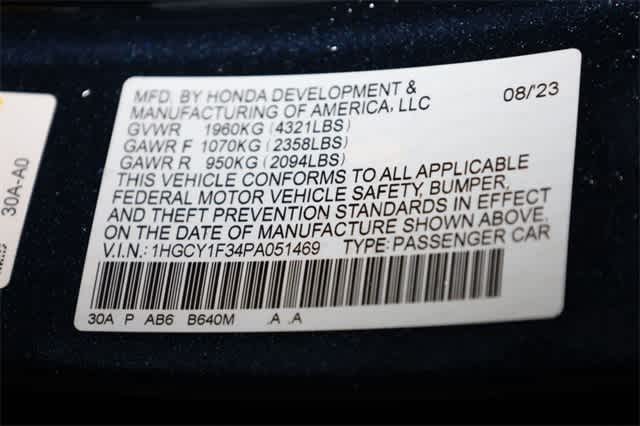 MFD. BY HONDA DEVELOPMENT &
MANUFACTURING OF AMERICA, LLC 08/'23
GVWR 1960KG (4321LBS)
GAWR F 1070KG (2358LBS)
GAWR R 950KG (2094LBS)
THIS VEHICLE CONFORMS TO ALL APPLICABLE
FEDERAL MOTOR VEHICLE SAFETY, BUMPER,
AND THEFT PREVENTION STANDARDS IN EFFECT
ON THE DATE OF MANUFACTURE SHOWN ABOVE.
V.I.N.: 1HGCY1F34PA051469 TYPE: PASSENGER CAR
30A P AB6 B640M .A .A
30A-A0